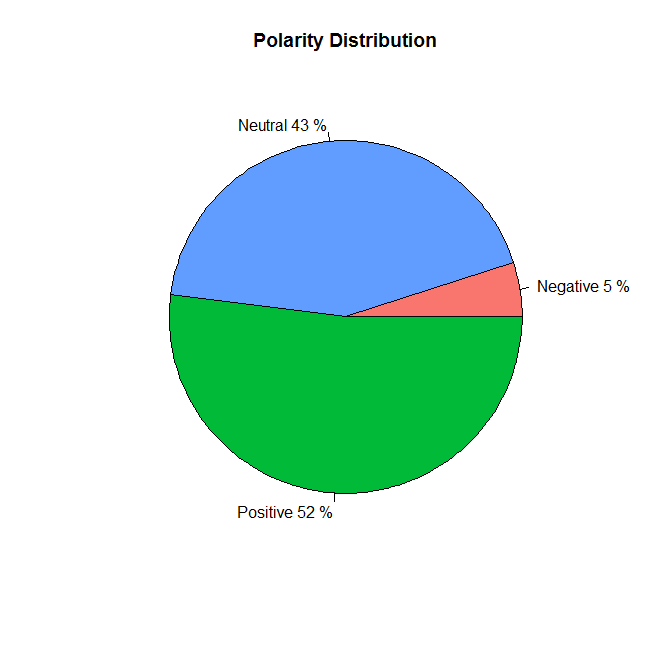 Polarity Distribution
Neutral 43 %
Negative 5 %
Positive 52 %